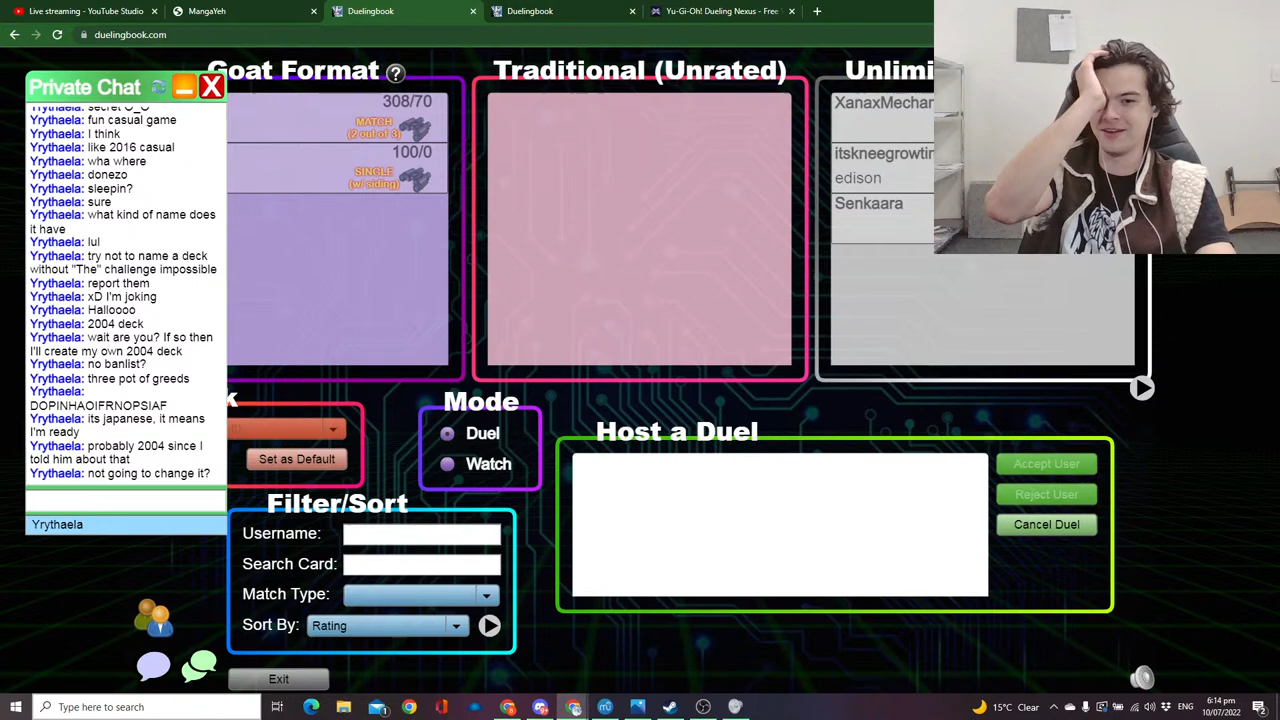 Live streaming - YouTube Studio
MangaYeh
Duelingbook
Duelingbook
Yu-Gi-Oh! Dueling Nexus - Free
duelingbook.com
Goat Format ?
Traditional (Unrated)
Unlimi
Private Chat
X
308/70
MATCH
(2 out of 3)
100/0
SINGLE
(w/ siding)
XanaxMechan
itskneegrowtin
edison
Senkaara
Yrythaela: secret O_O
Yrythaela: fun casual game
Yrythaela: I think
Yrythaela: like 2016 casual
Yrythaela: wha where
Yrythaela: donezo
Yrythaela: sleepin?
Yrythaela: sure
Yrythaela: what kind of name does
it have
Yrythaela: lul
Yrythaela: try not to name a deck
without "The" challenge impossible
Yrythaela: report them
Yrythaela: xD I'm joking
Yrythaela: Halloooo
Yrythaela: 2004 deck
Yrythaela: wait are you? If so then
I'll create my own 2004 deck
Yrythaela: no banlist?
Yrythaela: three pot of greeds
Yrythaela:
DOPINHAOIFRNOPSIAF
Yrythaela: its japanese, it means
I'm ready
Yrythaela: probably 2004 since I
told him about that
Yrythaela: not going to change it?
Yrythaela
k
Set as Default
Mode
Duel
Watch
Host a Duel
Accept User
Reject User
Cancel Duel
Filter/Sort
Username:
Search Card:
Match Type:
Sort By: Rating
Exit
Type here to search
15°C Clear
ENG
6:14 pm
10/07/2022